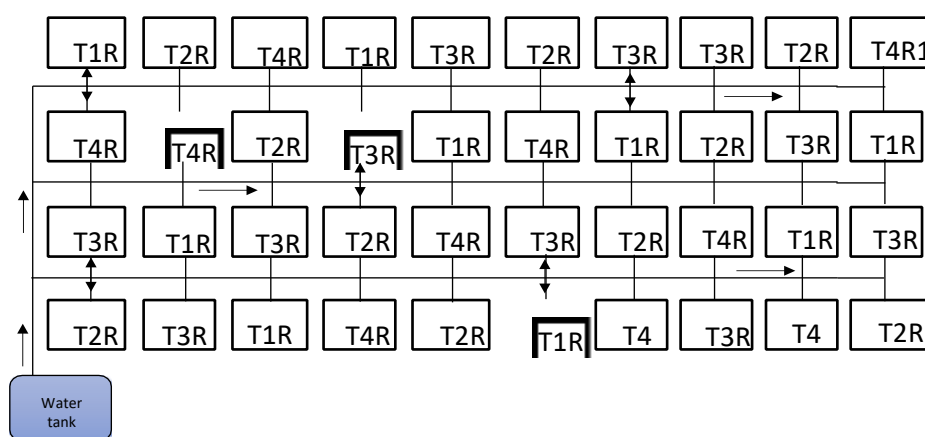 T1R T2R T4R T1R T3R T2R T3R T3R T2R T4R1
T4R T4R T2R T3R T1R T4R T1R T2R T3R T1R
T3R T1R T3R T2R T4R T3R T2R T4R T1R T3R
T2R T3R T1R T4R T2R T1R T4 T3R T4 T2R
Water
tank